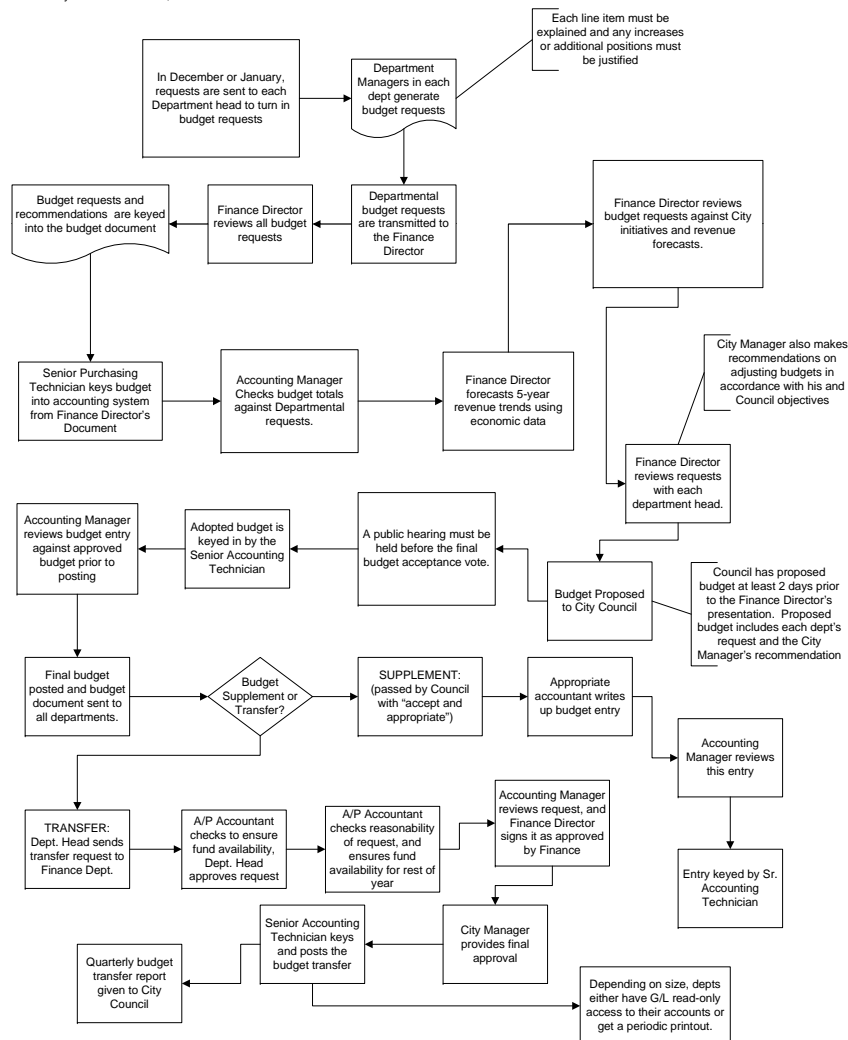 Each line item must be
explained and any increases
or additional positions must
be justified
In December or January,
requests are sent to each
Department head to turn in
budget requests
Department
Managers in each
dept generate
budget requests
Budget requests and
recommendations are keyed
into the budget document
Finance Director
reviews all budget
requests
Departmental
budget requests
are transmitted to
the Finance
Director
Finance Director reviews
budget requests against City
initiatives and revenue
forecasts.
Senior Purchasing
Technician keys budget
into accounting system
from Finance Director's
Document
Accounting Manager
Checks budget totals
against Departmental
requests.
Finance Director
forecasts 5-year
revenue trends using
economic data
City Manager also makes
recommendations on
adjusting budgets in
accordance with his and
Council objectives
Finance Director
reviews requests
with each
department head.
Accounting Manager
reviews budget entry
against approved
budget prior to
posting
Adopted budget is
keyed in by the
Senior Accounting
Technician
A public hearing must be
held before the final
budget acceptance vote.
Budget Proposed
to City Council
Council has proposed
budget at least 2 days prior
to the Finance Director's
presentation. Proposed
budget includes each dept's
request and the City
Manager's recommendation
Final budget
posted and budget
document sent to
all departments.
Budget
Supplement or
Transfer?
SUPPLEMENT:
(passed by Council
with "accept and
appropriate")
Appropriate
accountant writes
up budget entry
Accounting
Manager reviews
this entry
TRANSFER:
Dept. Head sends
transfer request to
Finance Dept.
A/P Accountant
checks to ensure
fund availability,
Dept. Head
approves request
A/P Accountant
checks reasonability
of request, and
ensures fund
availability for rest of
year
Accounting Manager
reviews request, and
Finance Director
signs it as approved
by Finance
Entry keyed by Sr.
Accounting
Technician
Quarterly budget
transfer report
given to City
Council
Senior Accounting
Technician keys
and posts the
budget transfer
City Manager
provides final
approval
Depending on size, depts
either have G/L read-only
access to their accounts or
get a periodic printout.